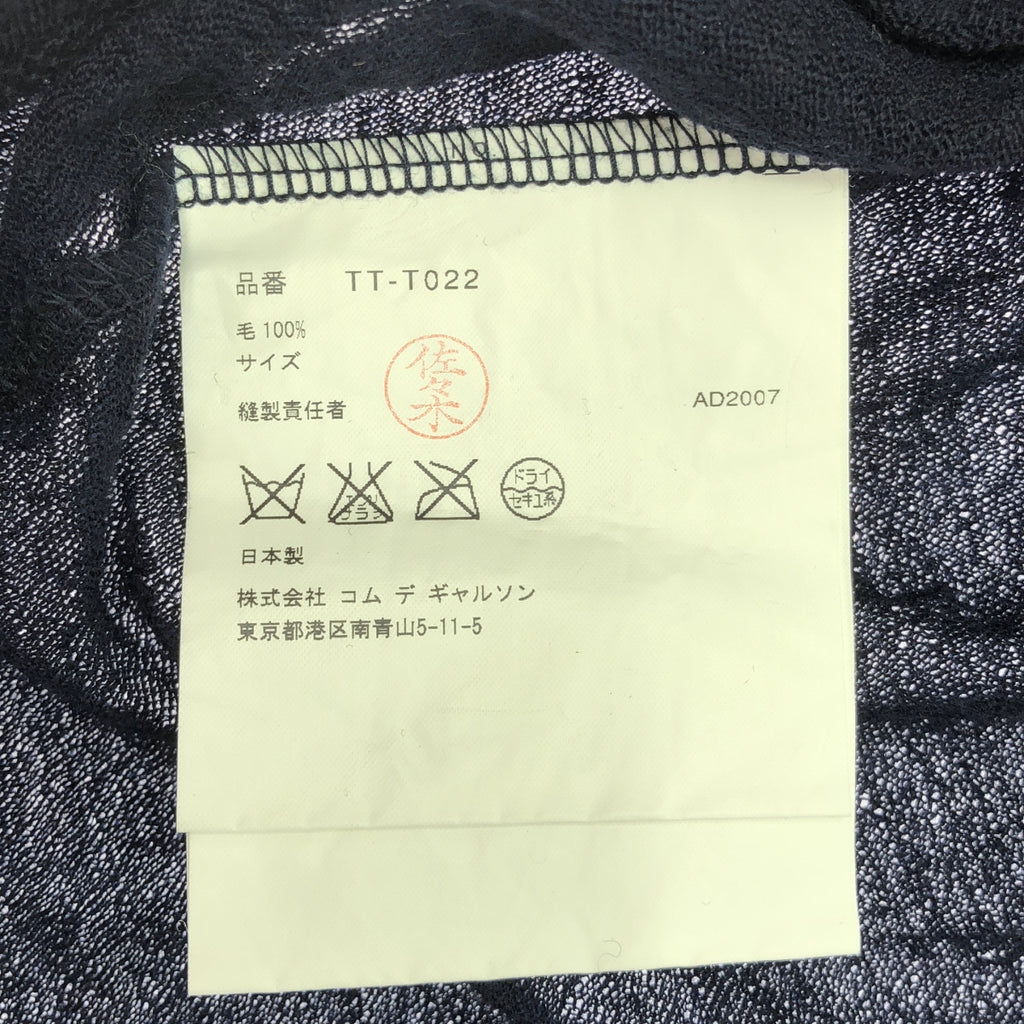 品番 TT-T022
毛 100%
サイズ
縫製責任者 佐々木
AD2007
ドライ
セキユ系
日本製
株式会社 コム デ ギャルソン
東京都港区南青山5-11-5